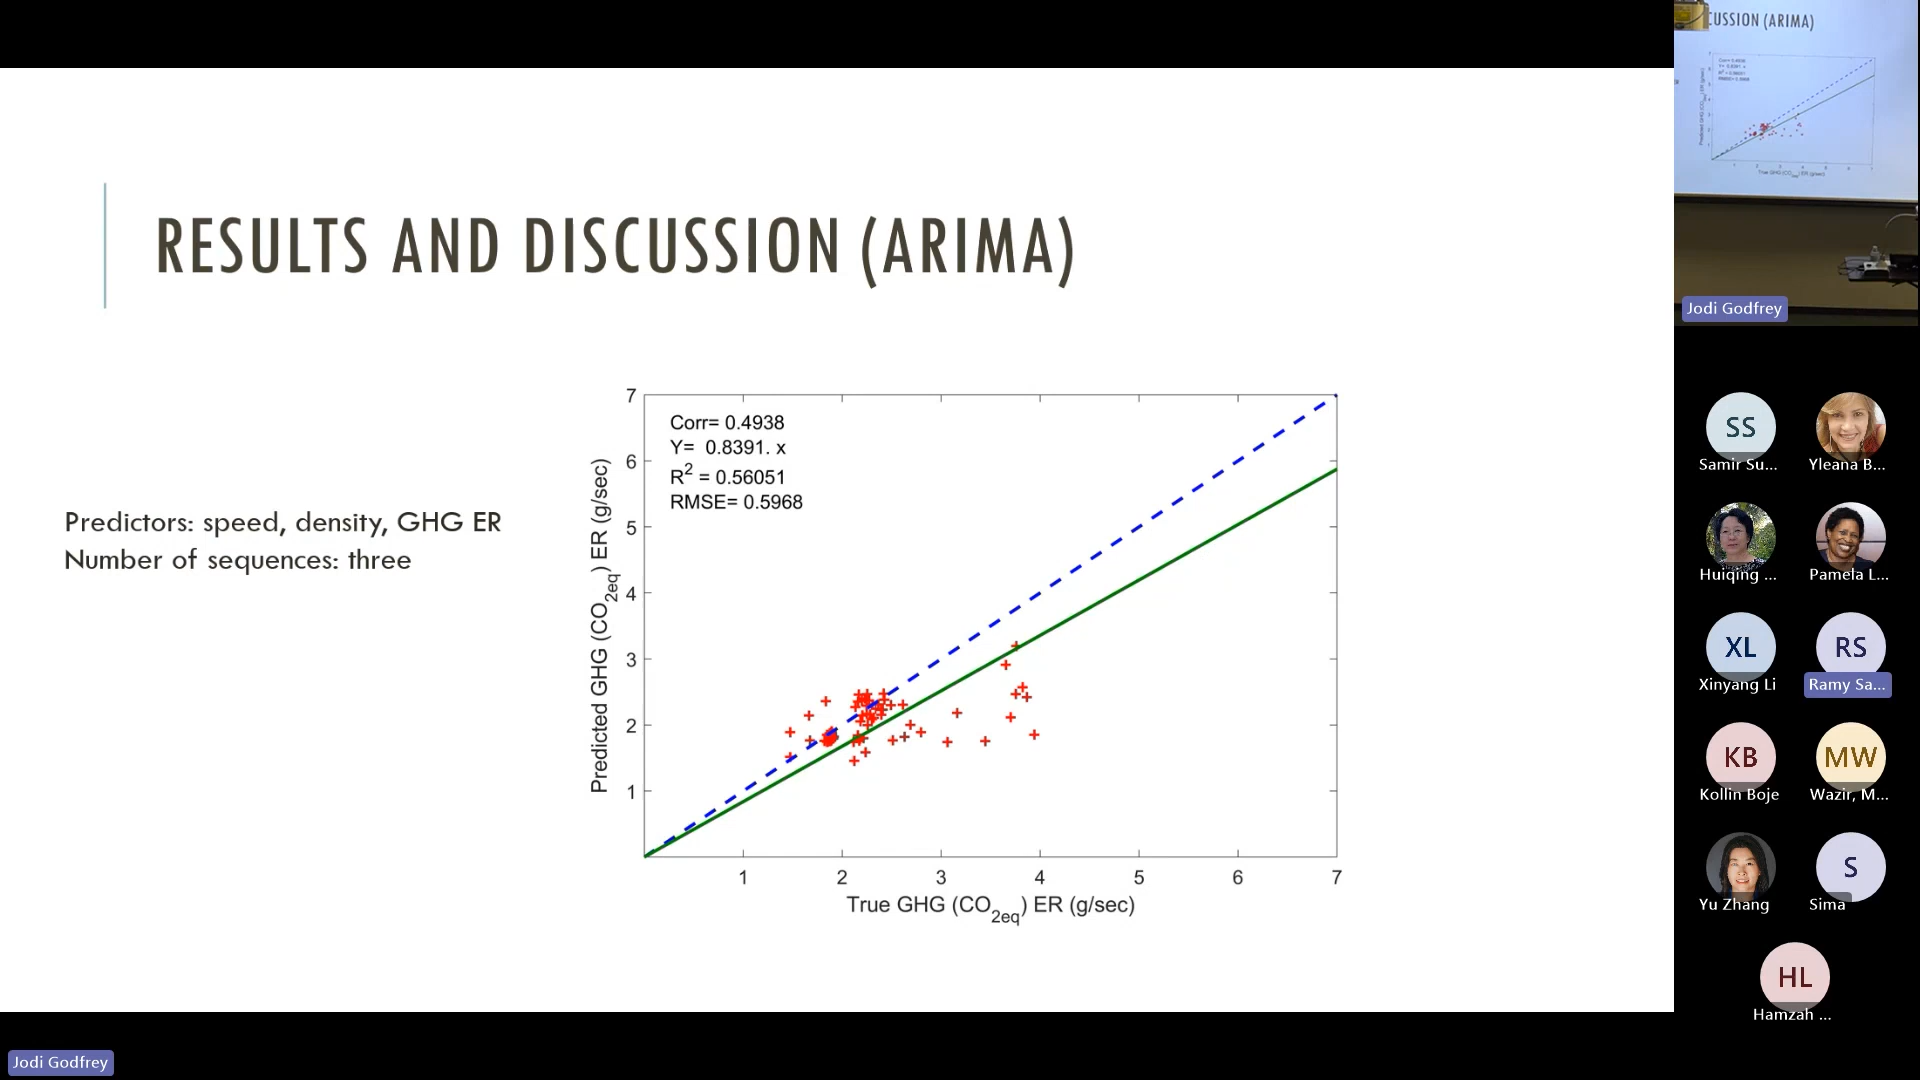 RESULTS AND DISCUSSION (ARIMA)
Predictors: speed, density, GHG ER
Number of sequences: three
Corr= 0.4938
Y= 0.8391. x
R2 = 0.56051
RMSE= 0.5968
Predicted GHG (CO2eq) ER (g/sec)
7
6
5
4
3
2
1
1 2 3 4 5 6 7
True GHG (CO2eq) ER (g/sec)
Jodi Godfrey
CUSSION (ARIMA)
Jodi Godfrey
SS
Samir Su...
Yleana B...
Huiqing ...
Pamela L...
XL
Xinyang Li
RS
Ramy Sa...
KB
Kollin Boje
MW
Wazir, M...
Yu Zhang
S
Sima
HL
Hamzah ...